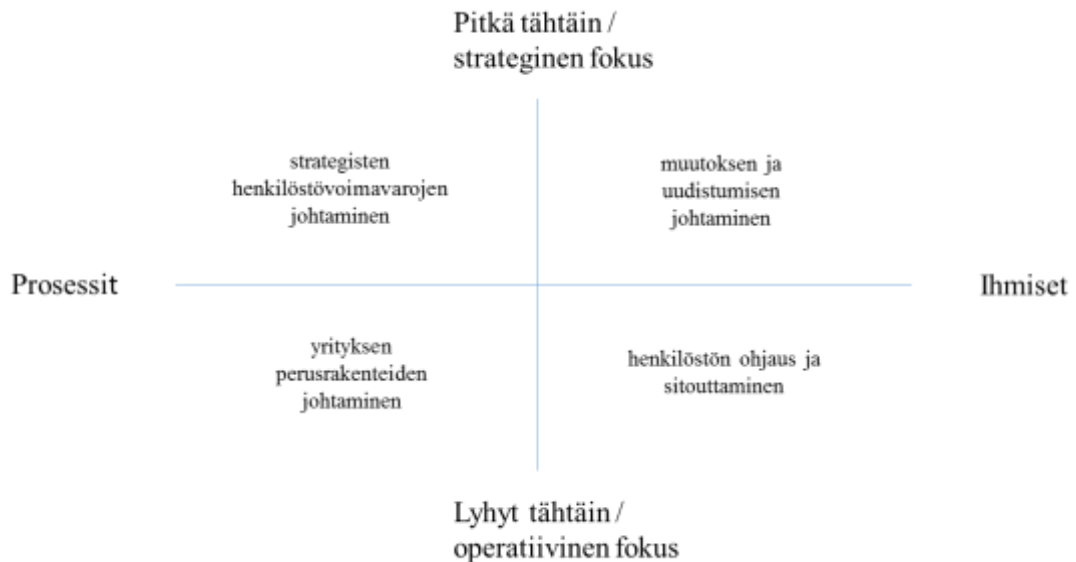 Pitkä tähtäin /
strateginen fokus
strategisten
henkilöstövoimavarojen
johtaminen
muutoksen ja
uudistumisen
johtaminen
Prosessit
Ihmiset
yrityksen
perusrakenteiden
johtaminen
henkilöstön ohjaus ja
sitouttaminen
Lyhyt tähtäin /
operatiivinen fokus